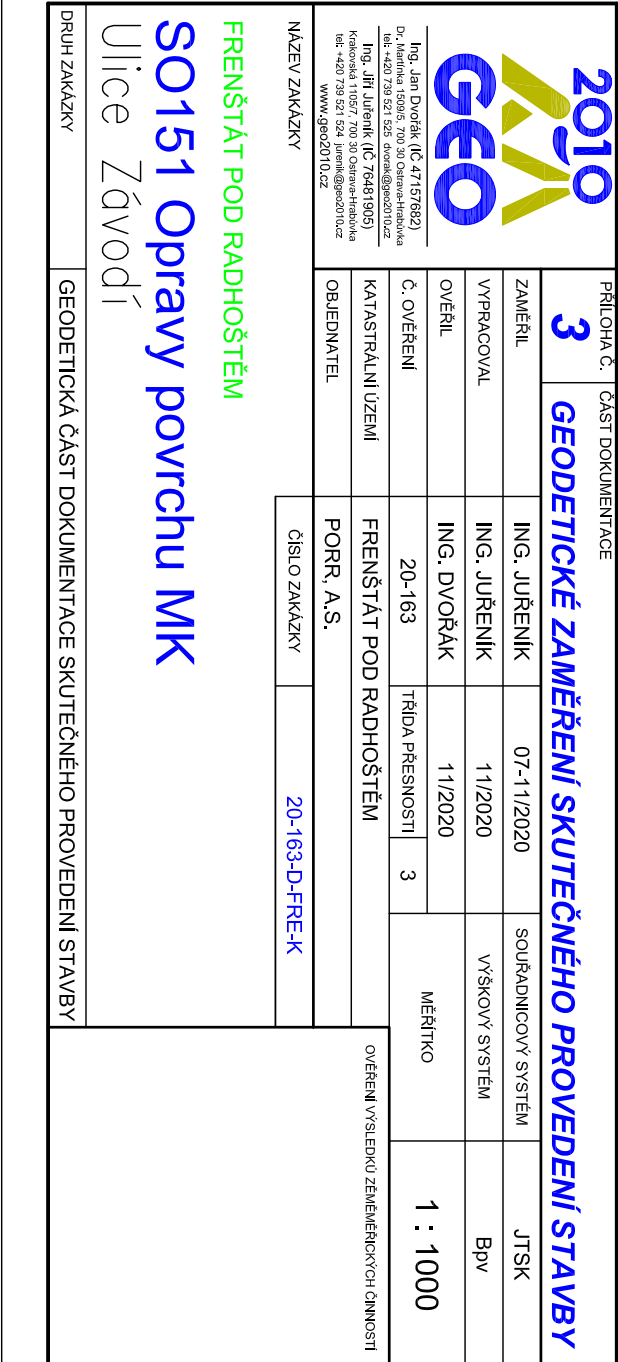 2010
GEO
Ing. Jan Dvořák (IČ 47157682)
Dr. Martínka 1509/5, 700 30 Ostrava-Hrabůvka
tel: +420 739 521 525 dvorak@geo2010.cz
Ing. Jiří Juřeník (IČ 76481905)
Krakovská 1105/7, 700 30 Ostrava-Hrabůvka
tel: +420 739 521 524 jurenik@geo2010.cz
www.geo2010.cz
PŘÍLOHA Č. ČÁST DOKUMENTACE
3 GEODETICKÉ ZAMĚŘENÍ SKUTEČNÉHO PROVEDENÍ STAVBY
ZAMĚŘIL ING. JUŘENÍK 07-11/2020 SOUŘADNICOVÝ SYSTÉM JTSK
VYPRACOVAL ING. JUŘENÍK 11/2020 VÝŠKOVÝ SYSTÉM Bpv
OVĚŘIL ING. DVOŘÁK 11/2020 MĚŘÍTKO 1 : 1000
Č. OVĚŘENÍ 20-163 TŘÍDA PŘESNOSTI 3
KATASTRÁLNÍ ÚZEMÍ FRENŠTÁT POD RADHOŠTĚM
OBJEDNATEL PORR, A.S.
OVĚŘENÍ VÝSLEDKŮ ZEMĚMĚŘICKÝCH ČINNOSTÍ
NÁZEV ZAKÁZKY ČÍSLO ZAKÁZKY 20-163-D-FRE-K
FRENŠTÁT POD RADHOŠTĚM
SO151 Opravy povrchu MK
Ulice Závodí
DRUH ZAKÁZKY GEODETICKÁ ČÁST DOKUMENTACE SKUTEČNÉHO PROVEDENÍ STAVBY